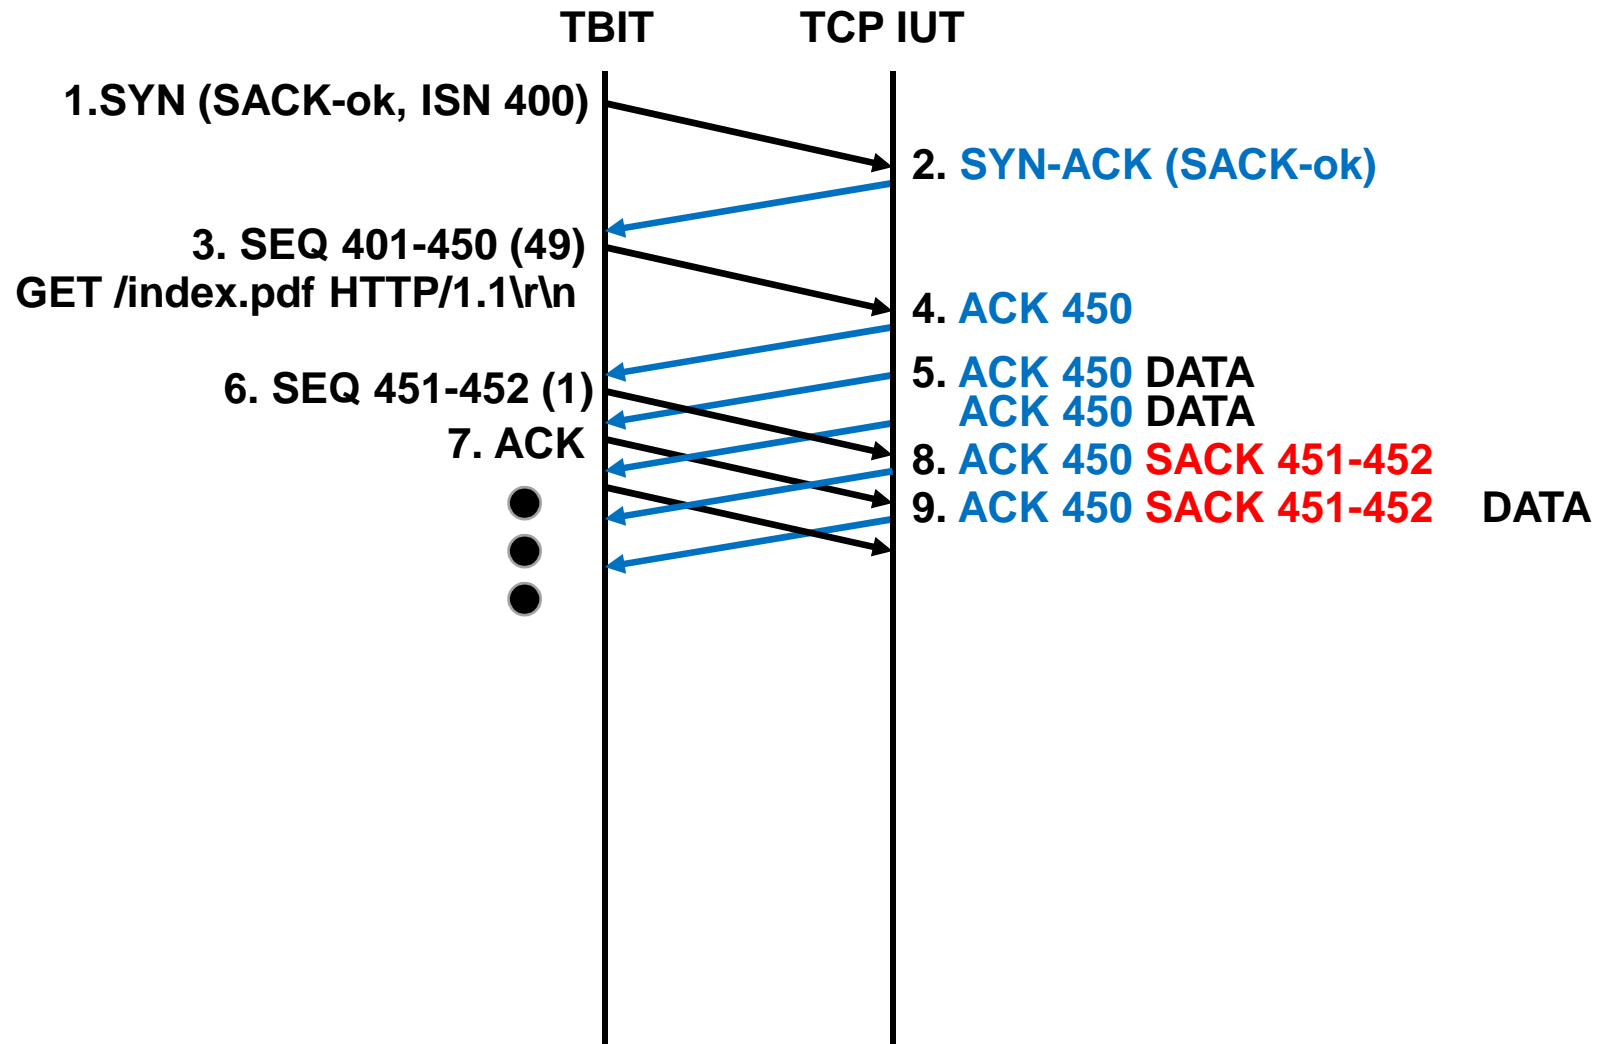 TBIT TCP IUT
1.SYN (SACK-ok, ISN 400)
2. SYN-ACK (SACK-ok)
3. SEQ 401-450 (49)
GET /index.pdf HTTP/1.1\r\n
4. ACK 450
5. ACK 450 DATA
ACK 450 DATA
6. SEQ 451-452 (1)
7. ACK
8. ACK 450 SACK 451-452
9. ACK 450 SACK 451-452 DATA